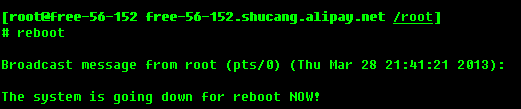 [root@free-56-152 free-56-152.shucang.alipay.net /root]
# reboot
Broadcast message from root (pts/0) (Thu Mar 28 21:41:21 2013):
The system is going down for reboot NOW!